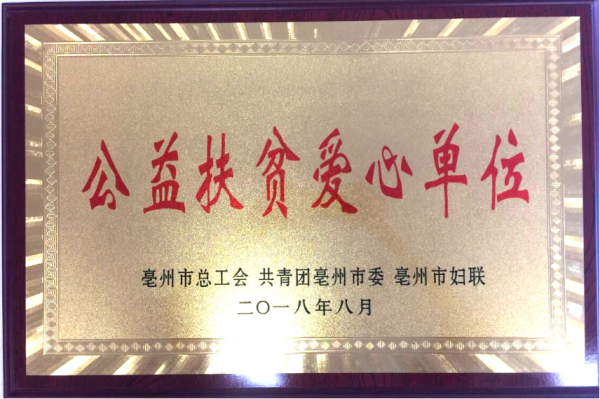 公益扶贫爱心单位
亳州市总工会 共青团亳州市委 亳州市妇联
二〇一八年八月